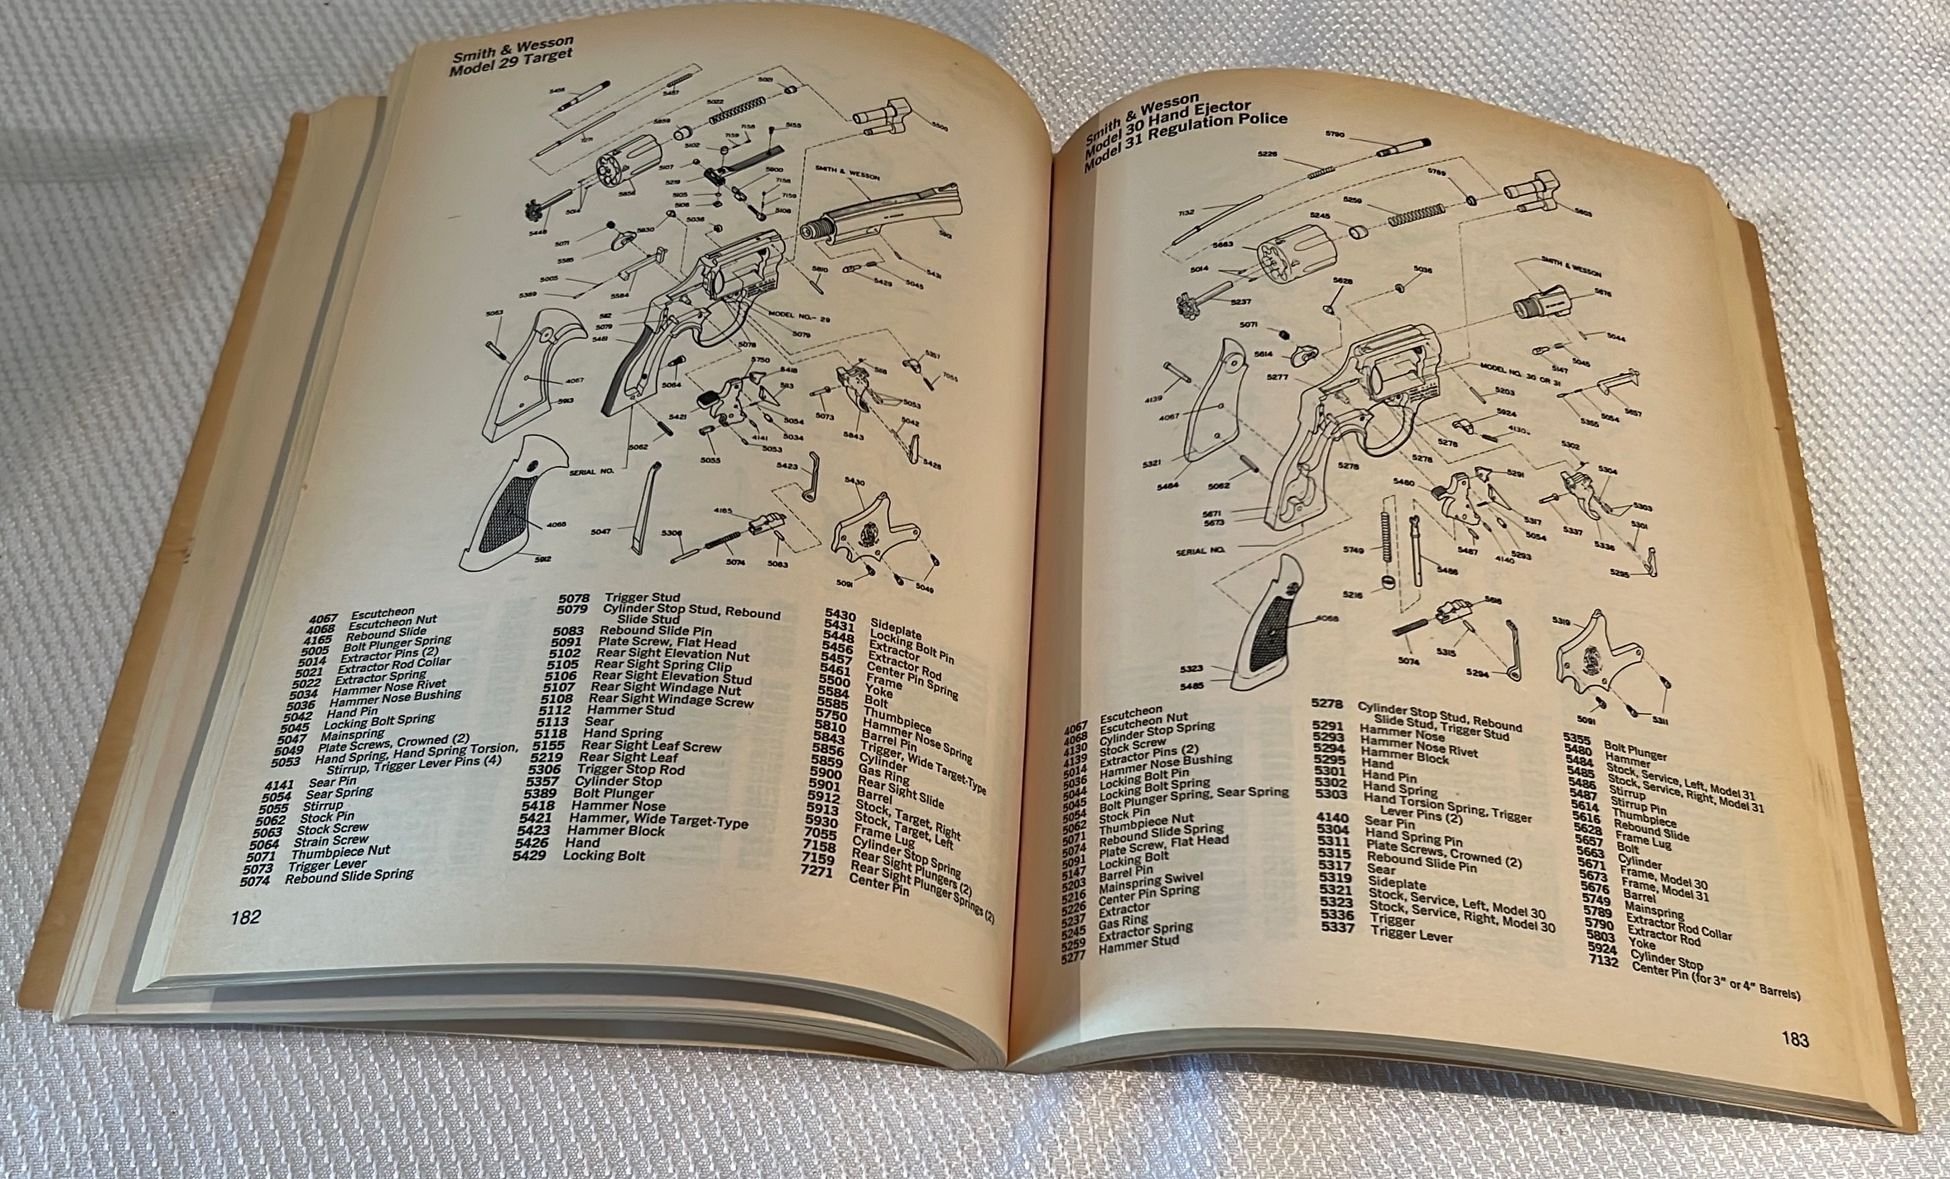 Smith & Wesson
Model 29 Target
SMITH & WESSON
MODEL NO.- 29
SERIAL NO.
4067 Escutcheon
4068 Escutcheon Nut
4165 Rebound Slide
5005 Bolt Plunger Spring
5014 Extractor Pins (2)
5021 Extractor Rod Collar
5022 Extractor Spring
5034 Hammer Nose Rivet
5036 Hammer Nose Bushing
5042 Hand Pin
5045 Locking Bolt Spring
5047 Mainspring
5049 Plate Screws, Crowned (2)
5053 Hand Spring, Hand Spring Torsion,
Stirrup, Trigger Lever Pins (4)
4141 Sear Pin
5054 Sear Spring
5055 Stirrup
5062 Stock Pin
5063 Stock Screw
5064 Strain Screw
5071 Thumbpiece Nut
5073 Trigger Lever
5074 Rebound Slide Spring
5078 Trigger Stud
5079 Cylinder Stop Stud, Rebound
Slide Stud
5083 Rebound Slide Pin
5091 Plate Screw, Flat Head
5102 Rear Sight Elevation Nut
5105 Rear Sight Spring Clip
5106 Rear Sight Elevation Stud
5107 Rear Sight Windage Nut
5108 Rear Sight Windage Screw
5112 Hammer Stud
5113 Sear
5118 Hand Spring
5155 Rear Sight Leaf Screw
5219 Rear Sight Leaf
5306 Trigger Stop Rod
5357 Cylinder Stop
5389 Bolt Plunger
5418 Hammer Nose
5421 Hammer, Wide Target-Type
5423 Hammer Block
5426 Hand
5429 Locking Bolt
5430 Sideplate
5431 Locking Bolt Pin
5448 Extractor
5456 Extractor Rod
5457 Center Pin Spring
5461 Frame
5500 Yoke
5584 Bolt
5585 Thumbpiece
5750 Hammer Nose Spring
5810 Barrel Pin
5843 Trigger, Wide Target-Type
5856 Cylinder
5859 Gas Ring
5900 Rear Sight Slide
5901 Barrel
5912 Stock, Target, Right
5913 Stock, Target, Left
5930 Frame Lug
7055 Cylinder Stop Spring
7158 Rear Sight Plungers (2)
7159 Rear Sight Plunger Springs (2)
7271 Center Pin
182
Smith & Wesson
Model 30 Hand Ejector
Model 31 Regulation Police
SMITH & WESSON
MODEL NO. 30 OR 31
SERIAL NO.
4067 Escutcheon
4068 Escutcheon Nut
4130 Cylinder Stop Spring
4139 Stock Screw
5014 Extractor Pins (2)
5036 Hammer Nose Bushing
5044 Locking Bolt Pin
5045 Locking Bolt Spring
5054 Bolt Plunger Spring, Sear Spring
5062 Stock Pin
5071 Thumbpiece Nut
5074 Rebound Slide Spring
5091 Plate Screw, Flat Head
5147 Locking Bolt
5203 Barrel Pin
5216 Mainspring Swivel
5226 Center Pin Spring
5237 Extractor
5245 Gas Ring
5259 Extractor Spring
5277 Hammer Stud
5278 Cylinder Stop Stud, Rebound
Slide Stud, Trigger Stud
5291 Hammer Nose
5293 Hammer Nose Rivet
5294 Hammer Block
5295 Hand
5301 Hand Pin
5302 Hand Spring
5303 Hand Torsion Spring, Trigger
Lever Pins (2)
4140 Sear Pin
5304 Hand Spring Pin
5311 Plate Screws, Crowned (2)
5315 Rebound Slide Pin
5317 Sear
5319 Sideplate
5321 Stock, Service, Left, Model 30
5323 Stock, Service, Right, Model 30
5336 Trigger
5337 Trigger Lever
5355 Bolt Plunger
5480 Hammer
5484 Stock, Service, Left, Model 31
5485 Stock, Service, Right, Model 31
5486 Stirrup
5487 Stirrup Pin
5614 Thumbpiece
5616 Rebound Slide
5628 Frame Lug
5657 Bolt
5663 Cylinder
5671 Frame, Model 30
5673 Frame, Model 31
5676 Barrel
5749 Mainspring
5789 Extractor Rod Collar
5790 Extractor Rod
5803 Yoke
5924 Cylinder Stop
7132 Center Pin (for 3" or 4" Barrels)
183